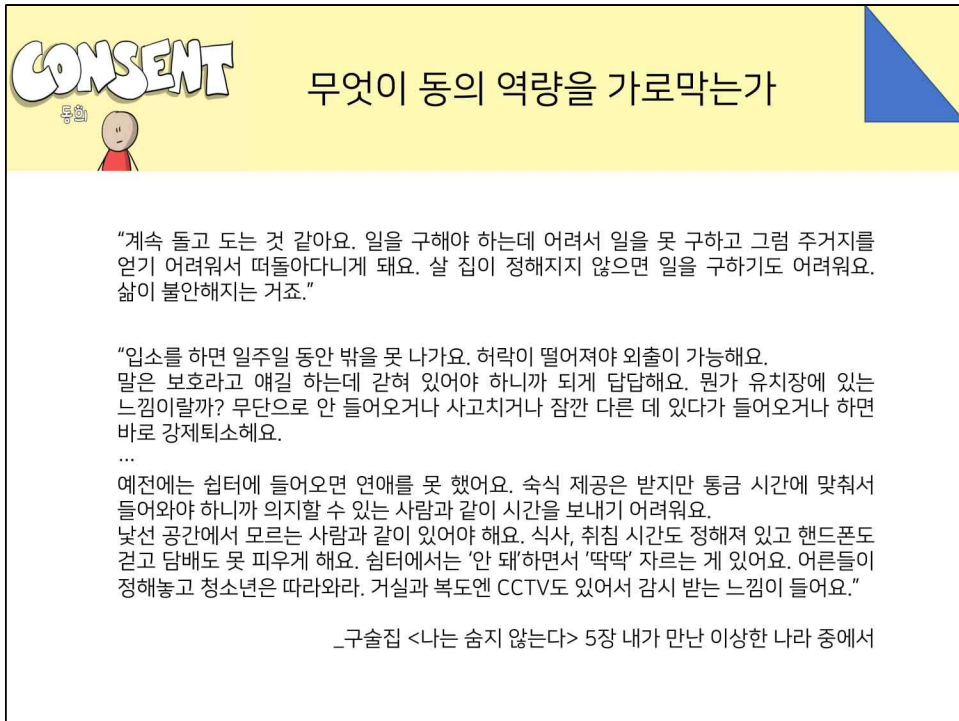 CONSENT
동의
무엇이 동의 역량을 가로막는가
“계속 돌고 도는 것 같아요. 일을 구해야 하는데 어려서 일을 못 구하고 그럼 주거지를
얻기 어려워서 떠돌아다니게 돼요. 살 집이 정해지지 않으면 일을 구하기도 어려워요.
삶이 불안해지는 거죠.”
“입소를 하면 일주일 동안 밖을 못 나가요. 허락이 떨어져야 외출이 가능해요.
말은 보호라고 얘길 하는데 갇혀 있어야 하니까 되게 답답해요. 뭔가 유치장에 있는
느낌이랄까? 무단으로 안 들어오거나 사고치거나 잠깐 다른 데 있다가 들어오거나 하면
바로 강제퇴소헤요.
…
예전에는 쉼터에 들어오면 연애를 못 했어요. 숙식 제공은 받지만 통금 시간에 맞춰서
들어와야 하니까 의지할 수 있는 사람과 같이 시간을 보내기 어려워요.
낯선 공간에서 모르는 사람과 같이 있어야 해요. 식사, 취침 시간도 정해져 있고 핸드폰도
걷고 담배도 못 피우게 해요. 쉼터에서는 ‘안 돼’하면서 ‘딱딱’ 자르는 게 있어요. 어른들이
정해놓고 청소년은 따라와라. 거실과 복도엔 CCTV도 있어서 감시 받는 느낌이 들어요.”
_구술집 <나는 숨지 않는다> 5장 내가 만난 이상한 나라 중에서